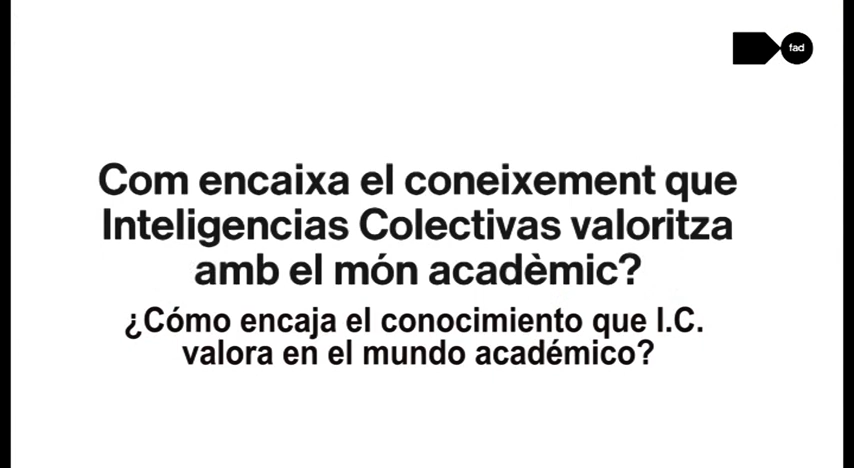 fad
Com encaixa el coneixement que
Inteligencias Colectivas valoritza
amb el món acadèmic?
¿Cómo encaja el conocimiento que I.C.
valora en el mundo académico?